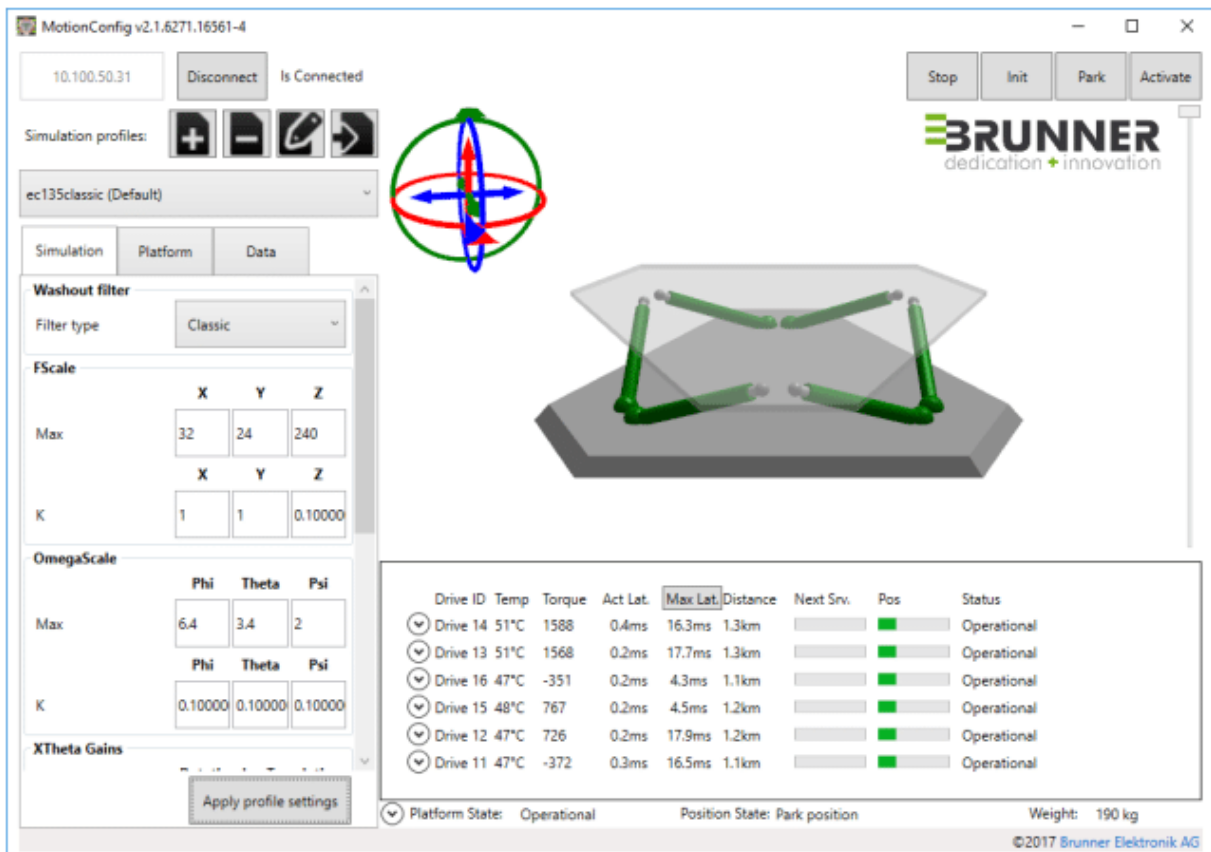 MotionConfig v2.1.6271.16561-4
10.100.50.31 Disconnect Is Connected Stop Init Park Activate
Simulation profiles:
BRUNNER
dedication + innovation
ec135classic (Default)
Simulation Platform Data
Washout filter
Filter type Classic
FScale
X Y Z
Max 32 24 240
X Y Z
K 1 1 0.10000
OmegaScale
Phi Theta Psi
Max 6.4 3.4 2
Phi Theta Psi
K 0.10000 0.10000 0.10000
XTheta Gains
Apply profile settings
Drive ID Temp Torque Act Lat. Max Lat. Distance Next Srv. Pos Status
Drive 14 51°C 1588 0.4ms 16.3ms 1.3km Operational
Drive 13 51°C 1568 0.2ms 17.7ms 1.3km Operational
Drive 16 47°C -351 0.2ms 4.3ms 1.1km Operational
Drive 15 48°C 767 0.2ms 4.5ms 1.2km Operational
Drive 12 47°C 726 0.2ms 17.9ms 1.2km Operational
Drive 11 47°C -372 0.3ms 16.5ms 1.1km Operational
Platform State: Operational Position State: Park position Weight: 190 kg
©2017 Brunner Elektronik AG